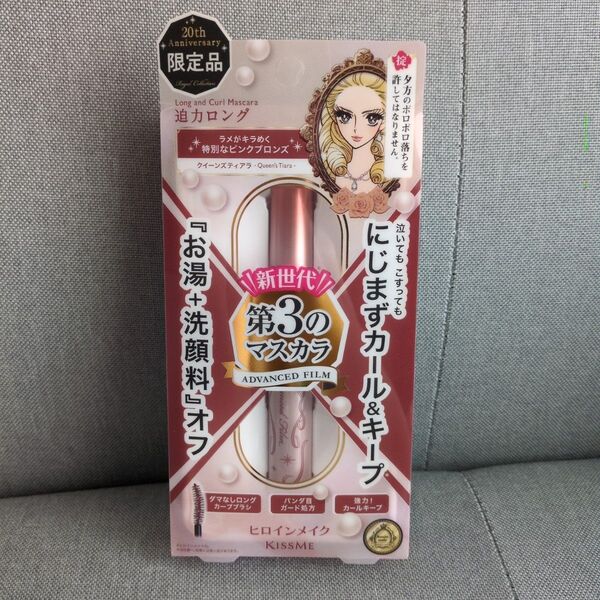 20th
Anniversary
限定品
Royal Collection
Long and Curl Mascara
迫力ロング
ラメがキラめく
特別なピンクブロンズ
クイーンズティアラ - Queen's Tiara -
掟
夕方のポロポロ落ちを
許してはなりません。
泣いても こすっても
にじまずカール&キープ
『お湯+洗顔料』オフ
新世代
第3の
マスカラ
ADVANCED FILM
ダマなしロング
カーブブラシ
パンダ目
ガード処方
強力!
カールキープ
ヒロインメイク
KISSME